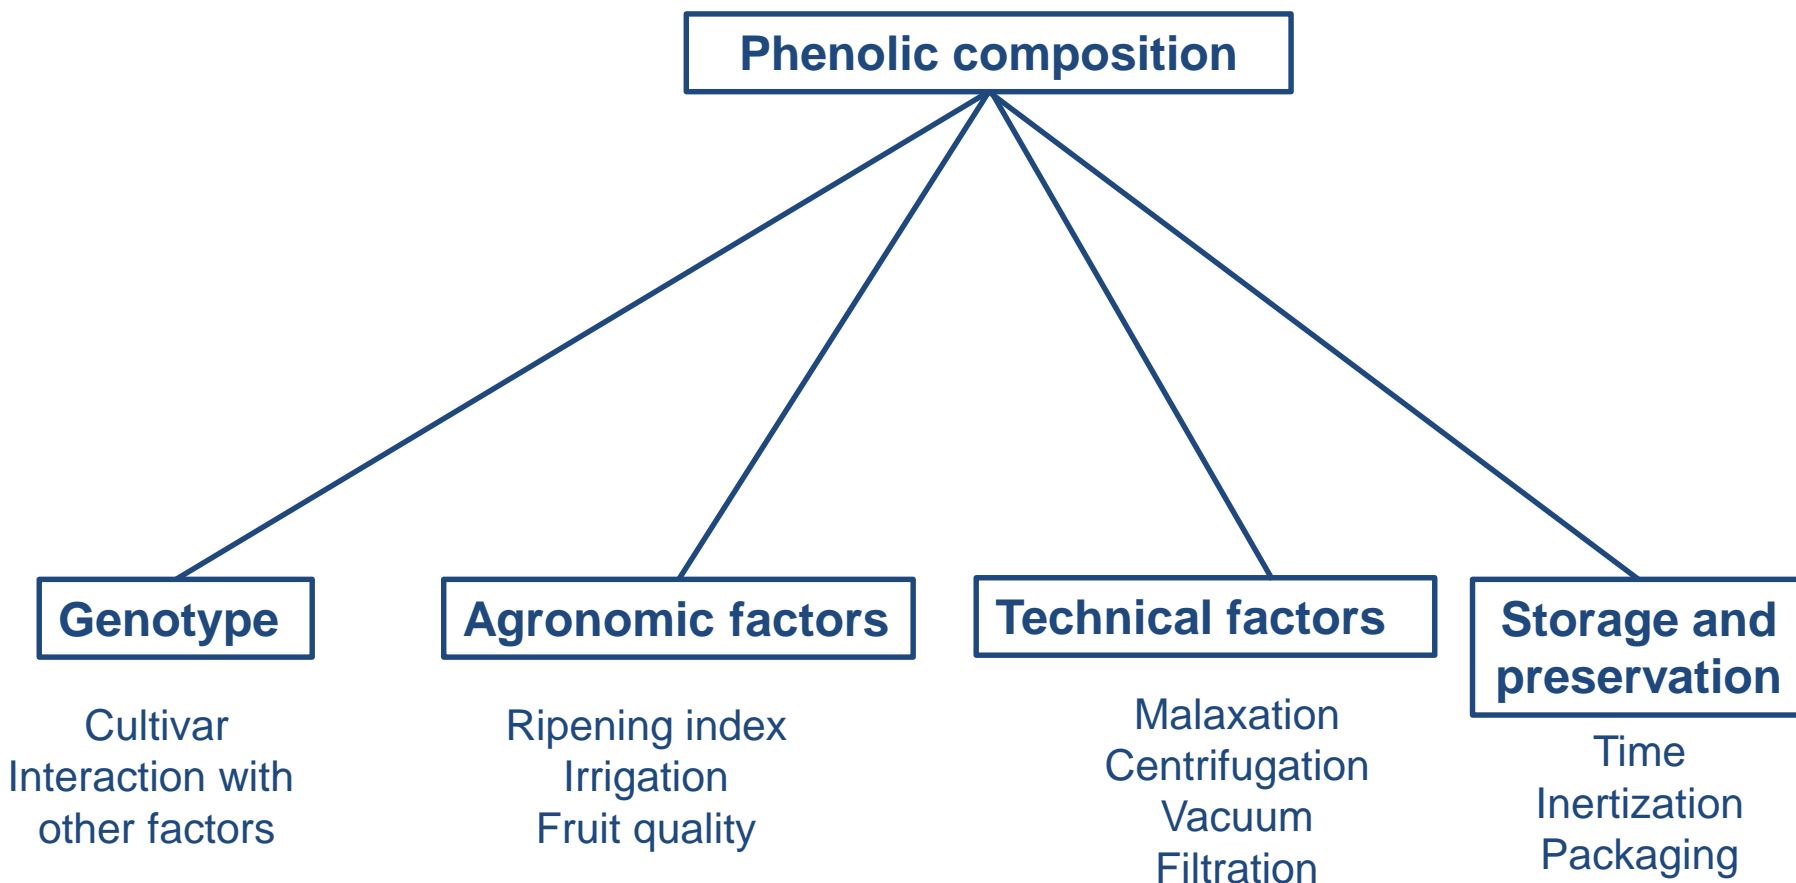 Phenolic composition
Genotype
Cultivar
Interaction with
other factors
Agronomic factors
Ripening index
Irrigation
Fruit quality
Technical factors
Malaxation
Centrifugation
Vacuum
Filtration
Storage and
preservation
Time
Inertization
Packaging